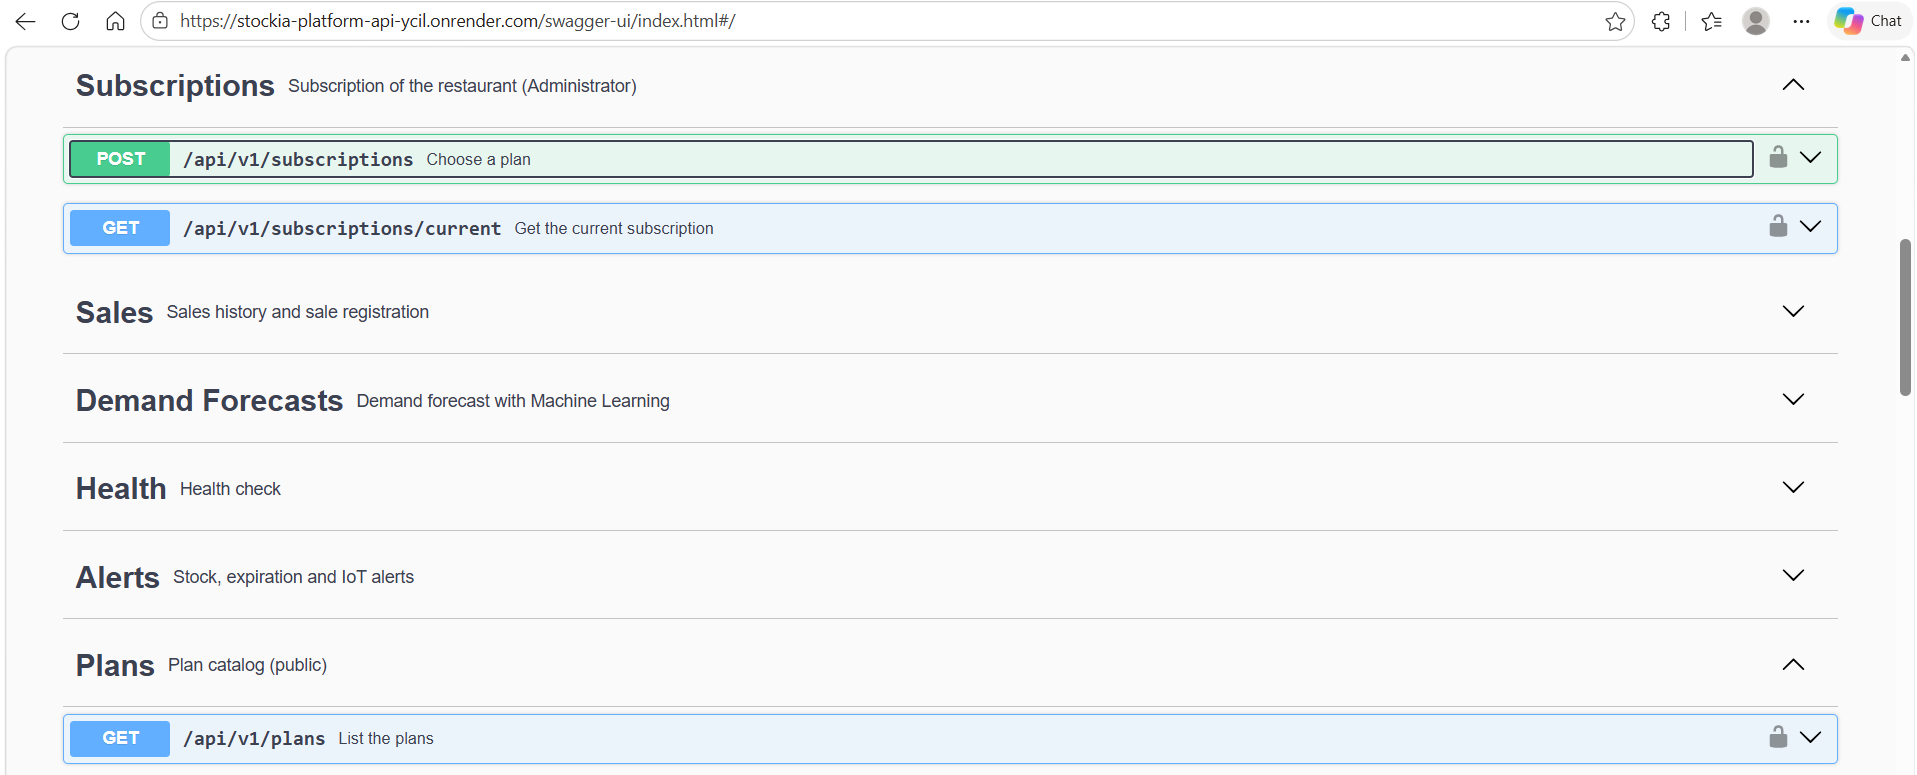 https://stockia-platform-api-ycil.onrender.com/swagger-ui/index.html#/
Chat
Subscriptions Subscription of the restaurant (Administrator)
POST /api/v1/subscriptions Choose a plan
GET /api/v1/subscriptions/current Get the current subscription
Sales Sales history and sale registration
Demand Forecasts Demand forecast with Machine Learning
Health Health check
Alerts Stock, expiration and IoT alerts
Plans Plan catalog (public)
GET /api/v1/plans List the plans